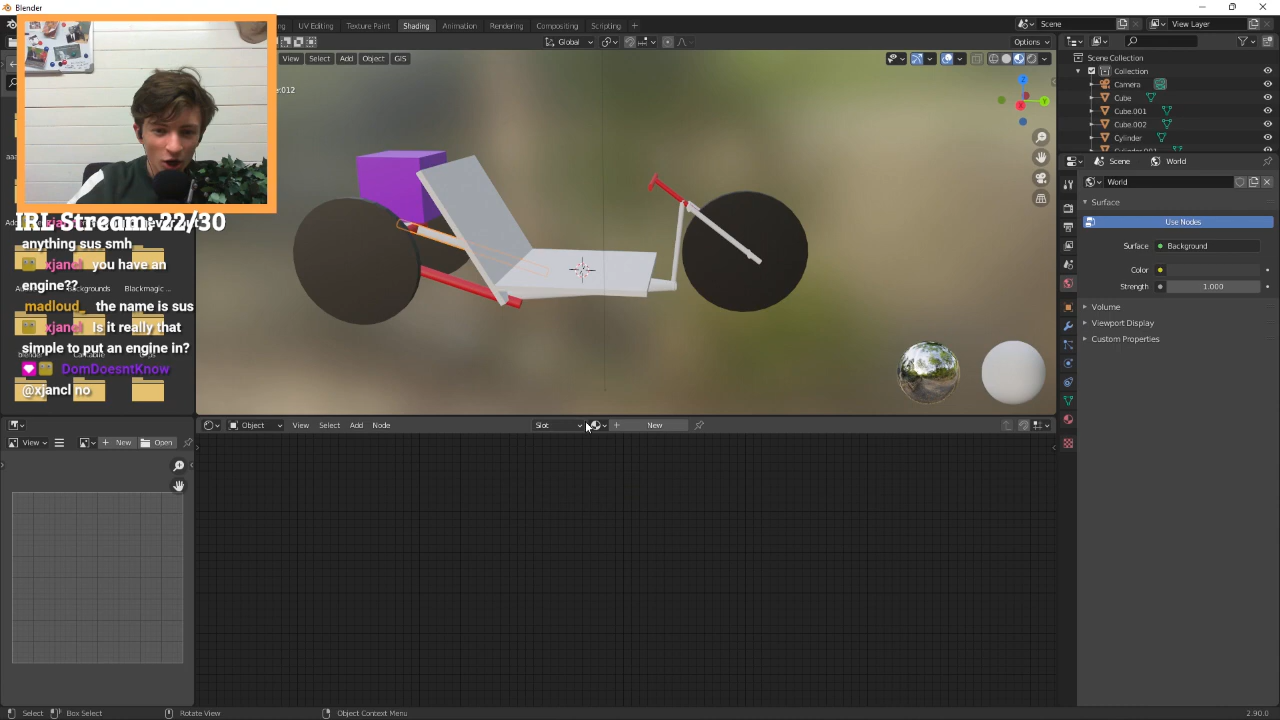 Blender
UV Editing
Texture Paint
Shading
Animation
Rendering
Compositing
Scripting
Scene
View Layer
Global
Options
View
Select
Add
Object
GIS
Scene Collection
Collection
Camera
Cube
Cube.001
Cube.002
Cylinder
Scene
World
World
Surface
Use Nodes
Surface
Background
Color
Strength
1.000
Volume
Viewport Display
Custom Properties
IRL Stream: 22/30
anything sus smh
xjancl you have an
engine??
madloud_ the name is sus
xjancl Is it really that
simple to put an engine in?
DomDoesntKnow
@xjancl no
Blackmagic ...
Object
View
Select
Add
Node
Slot
New
View
New
Open
Select
Box Select
Rotate View
Object Context Menu
2.90.0